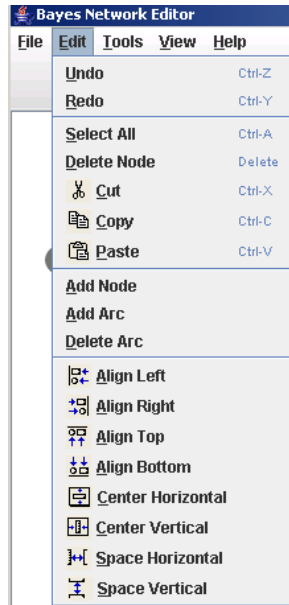 Bayes Network Editor
File Edit Tools View Help
Undo Ctrl-Z
Redo Ctrl-Y
Select All Ctrl-A
Delete Node Delete
Cut Ctrl-X
Copy Ctrl-C
Paste Ctrl-V
Add Node
Add Arc
Delete Arc
Align Left
Align Right
Align Top
Align Bottom
Center Horizontal
Center Vertical
Space Horizontal
Space Vertical